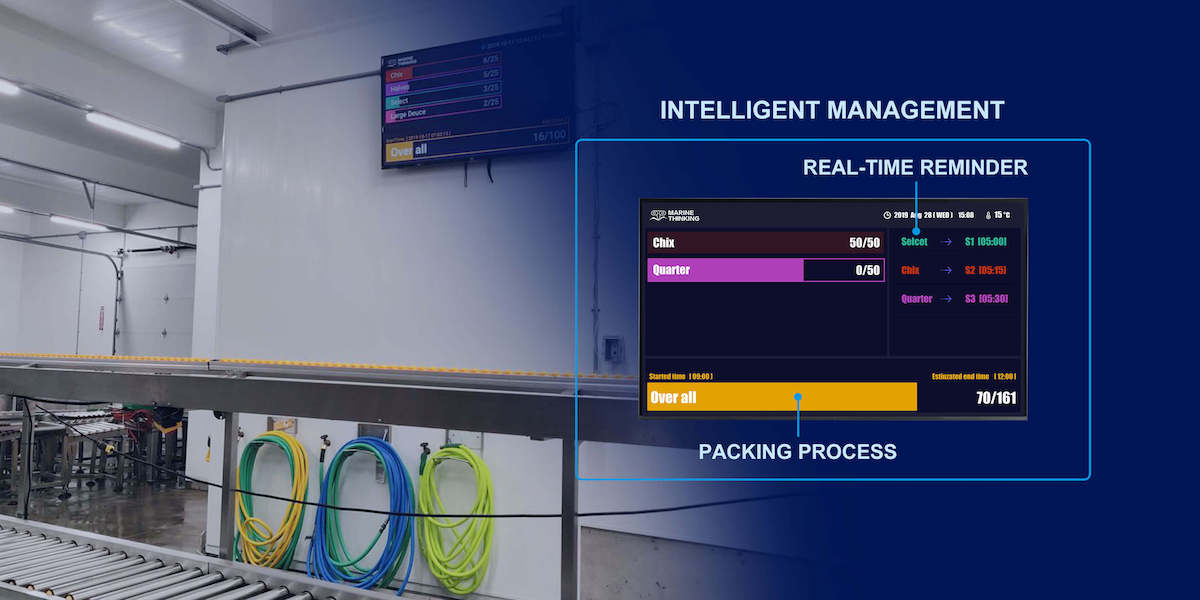 MARINE
THINKING
Chix 6/25
Halves 5/25
Select 3/25
Large Deuce 2/25
16/100
Over all
INTELLIGENT MANAGEMENT
REAL-TIME REMINDER
MARINE
THINKING
2019 Aug 28 ( WED ) 15:08 15 °C
Chix 50/50
Quarter 0/50
Selcet → S1 [05:00]
Chix → S2 [05:15]
Quarter → S3 [05:30]
Started time [ 09:00 ] Estinzated end time [ 12:00 ]
Over all 70/161
PACKING PROCESS